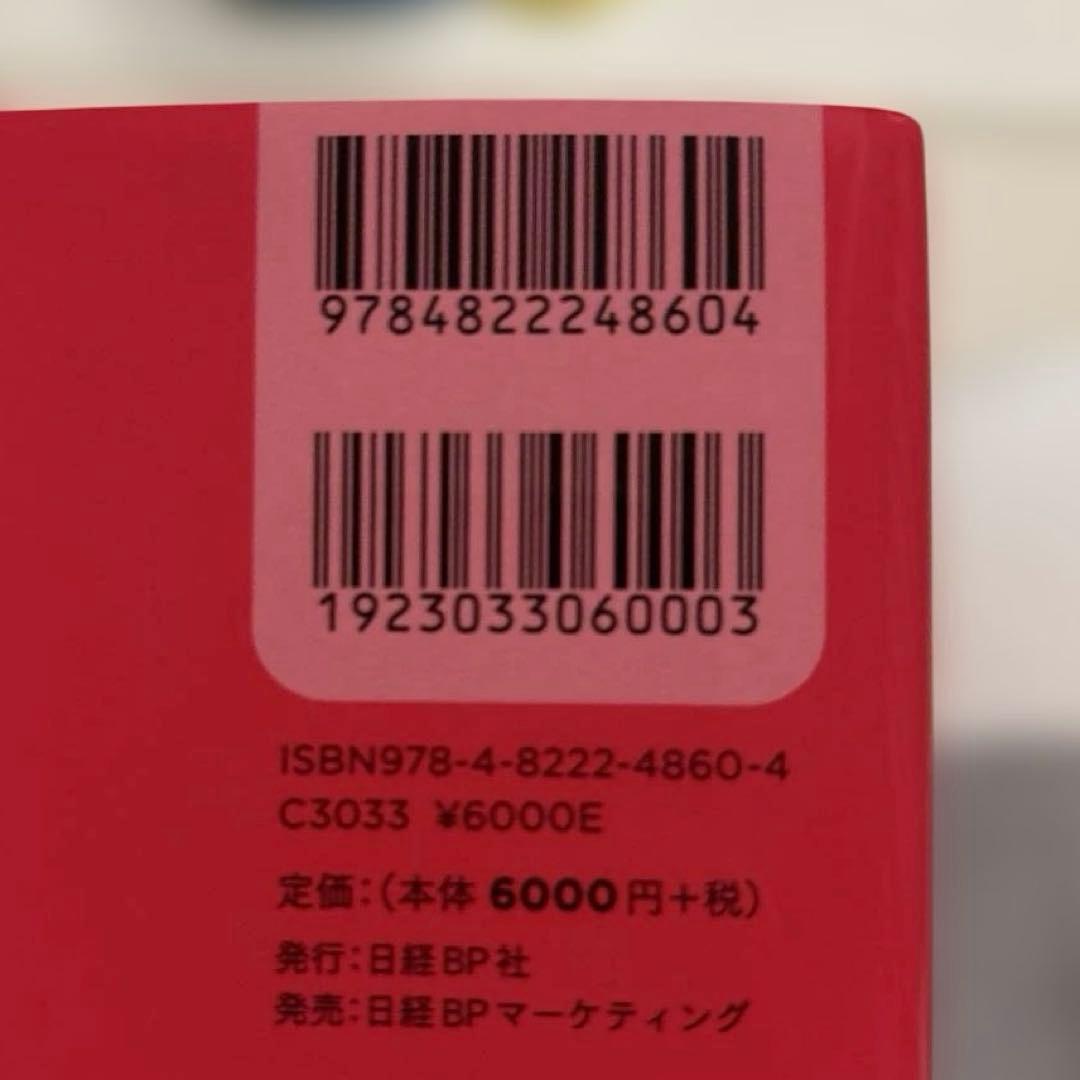 9784822248604
1923033060003
ISBN978-4-8222-4860-4
C3033 ¥6000E
定価:(本体 6000円+税)
発行:日経BP社
発売:日経BPマーケティング